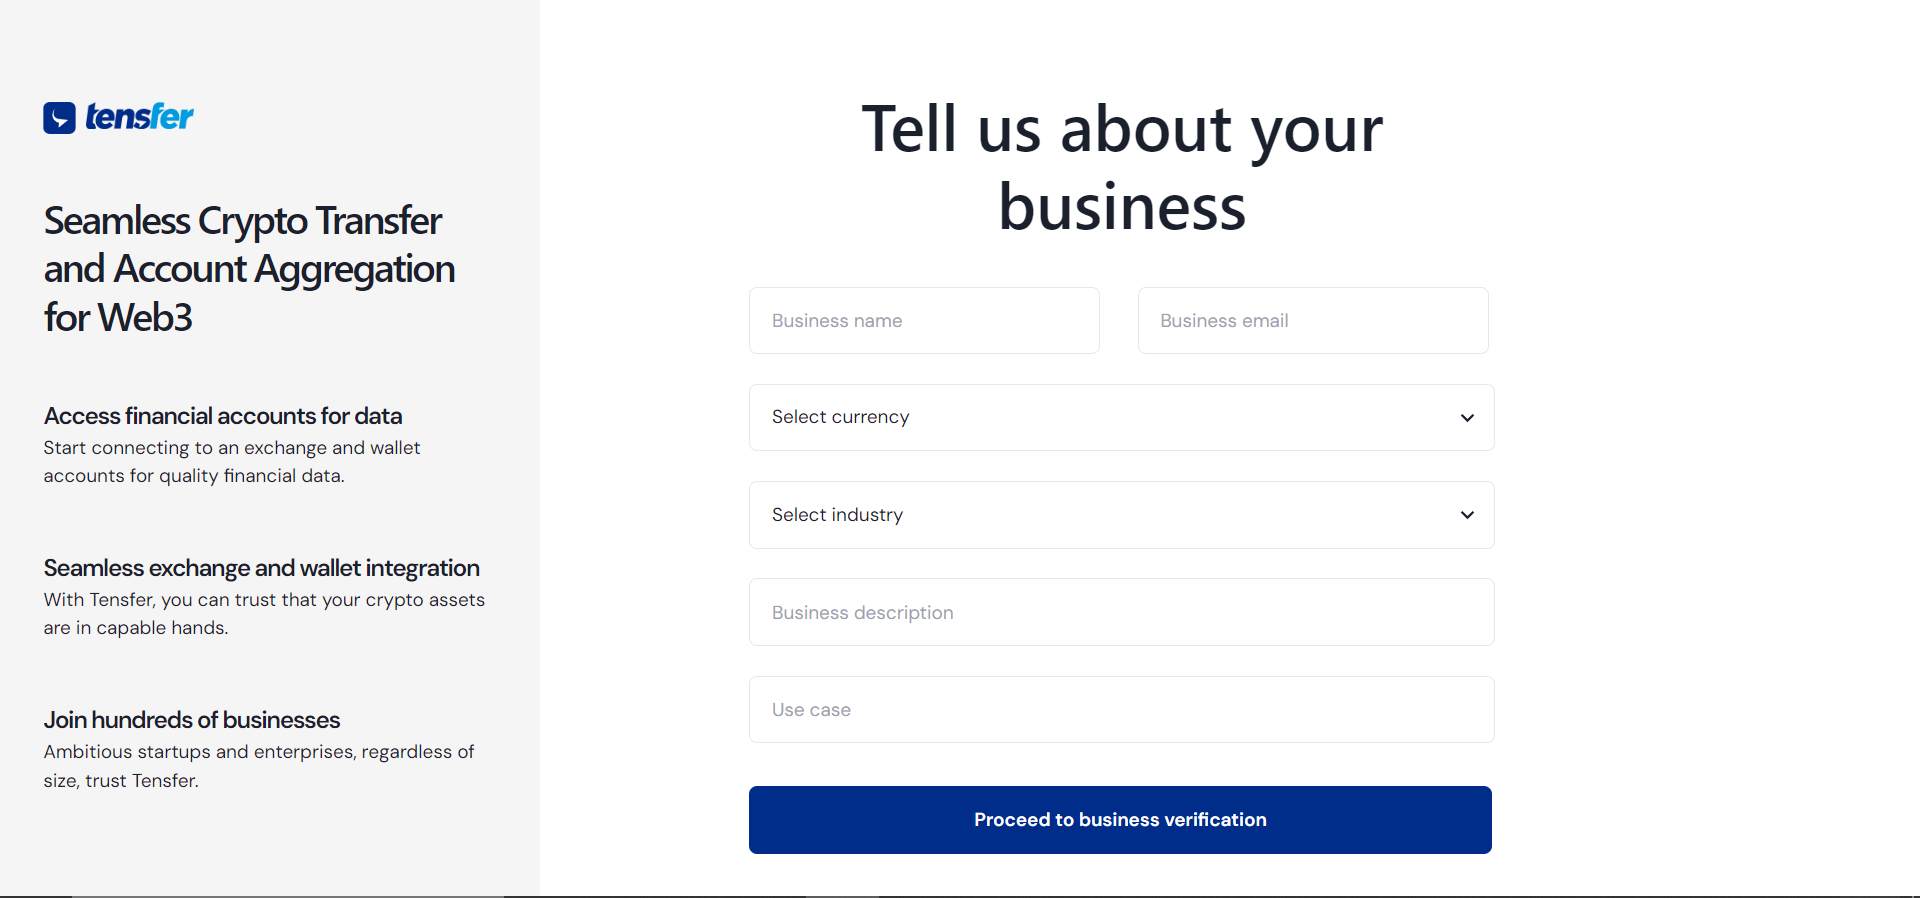 tensfer
Seamless Crypto Transfer
and Account Aggregation
for Web3
Access financial accounts for data
Start connecting to an exchange and wallet
accounts for quality financial data.
Seamless exchange and wallet integration
With Tensfer, you can trust that your crypto assets
are in capable hands.
Join hundreds of businesses
Ambitious startups and enterprises, regardless of
size, trust Tensfer.
Tell us about your
business
Business name
Business email
Select currency
Select industry
Business description
Use case
Proceed to business verification